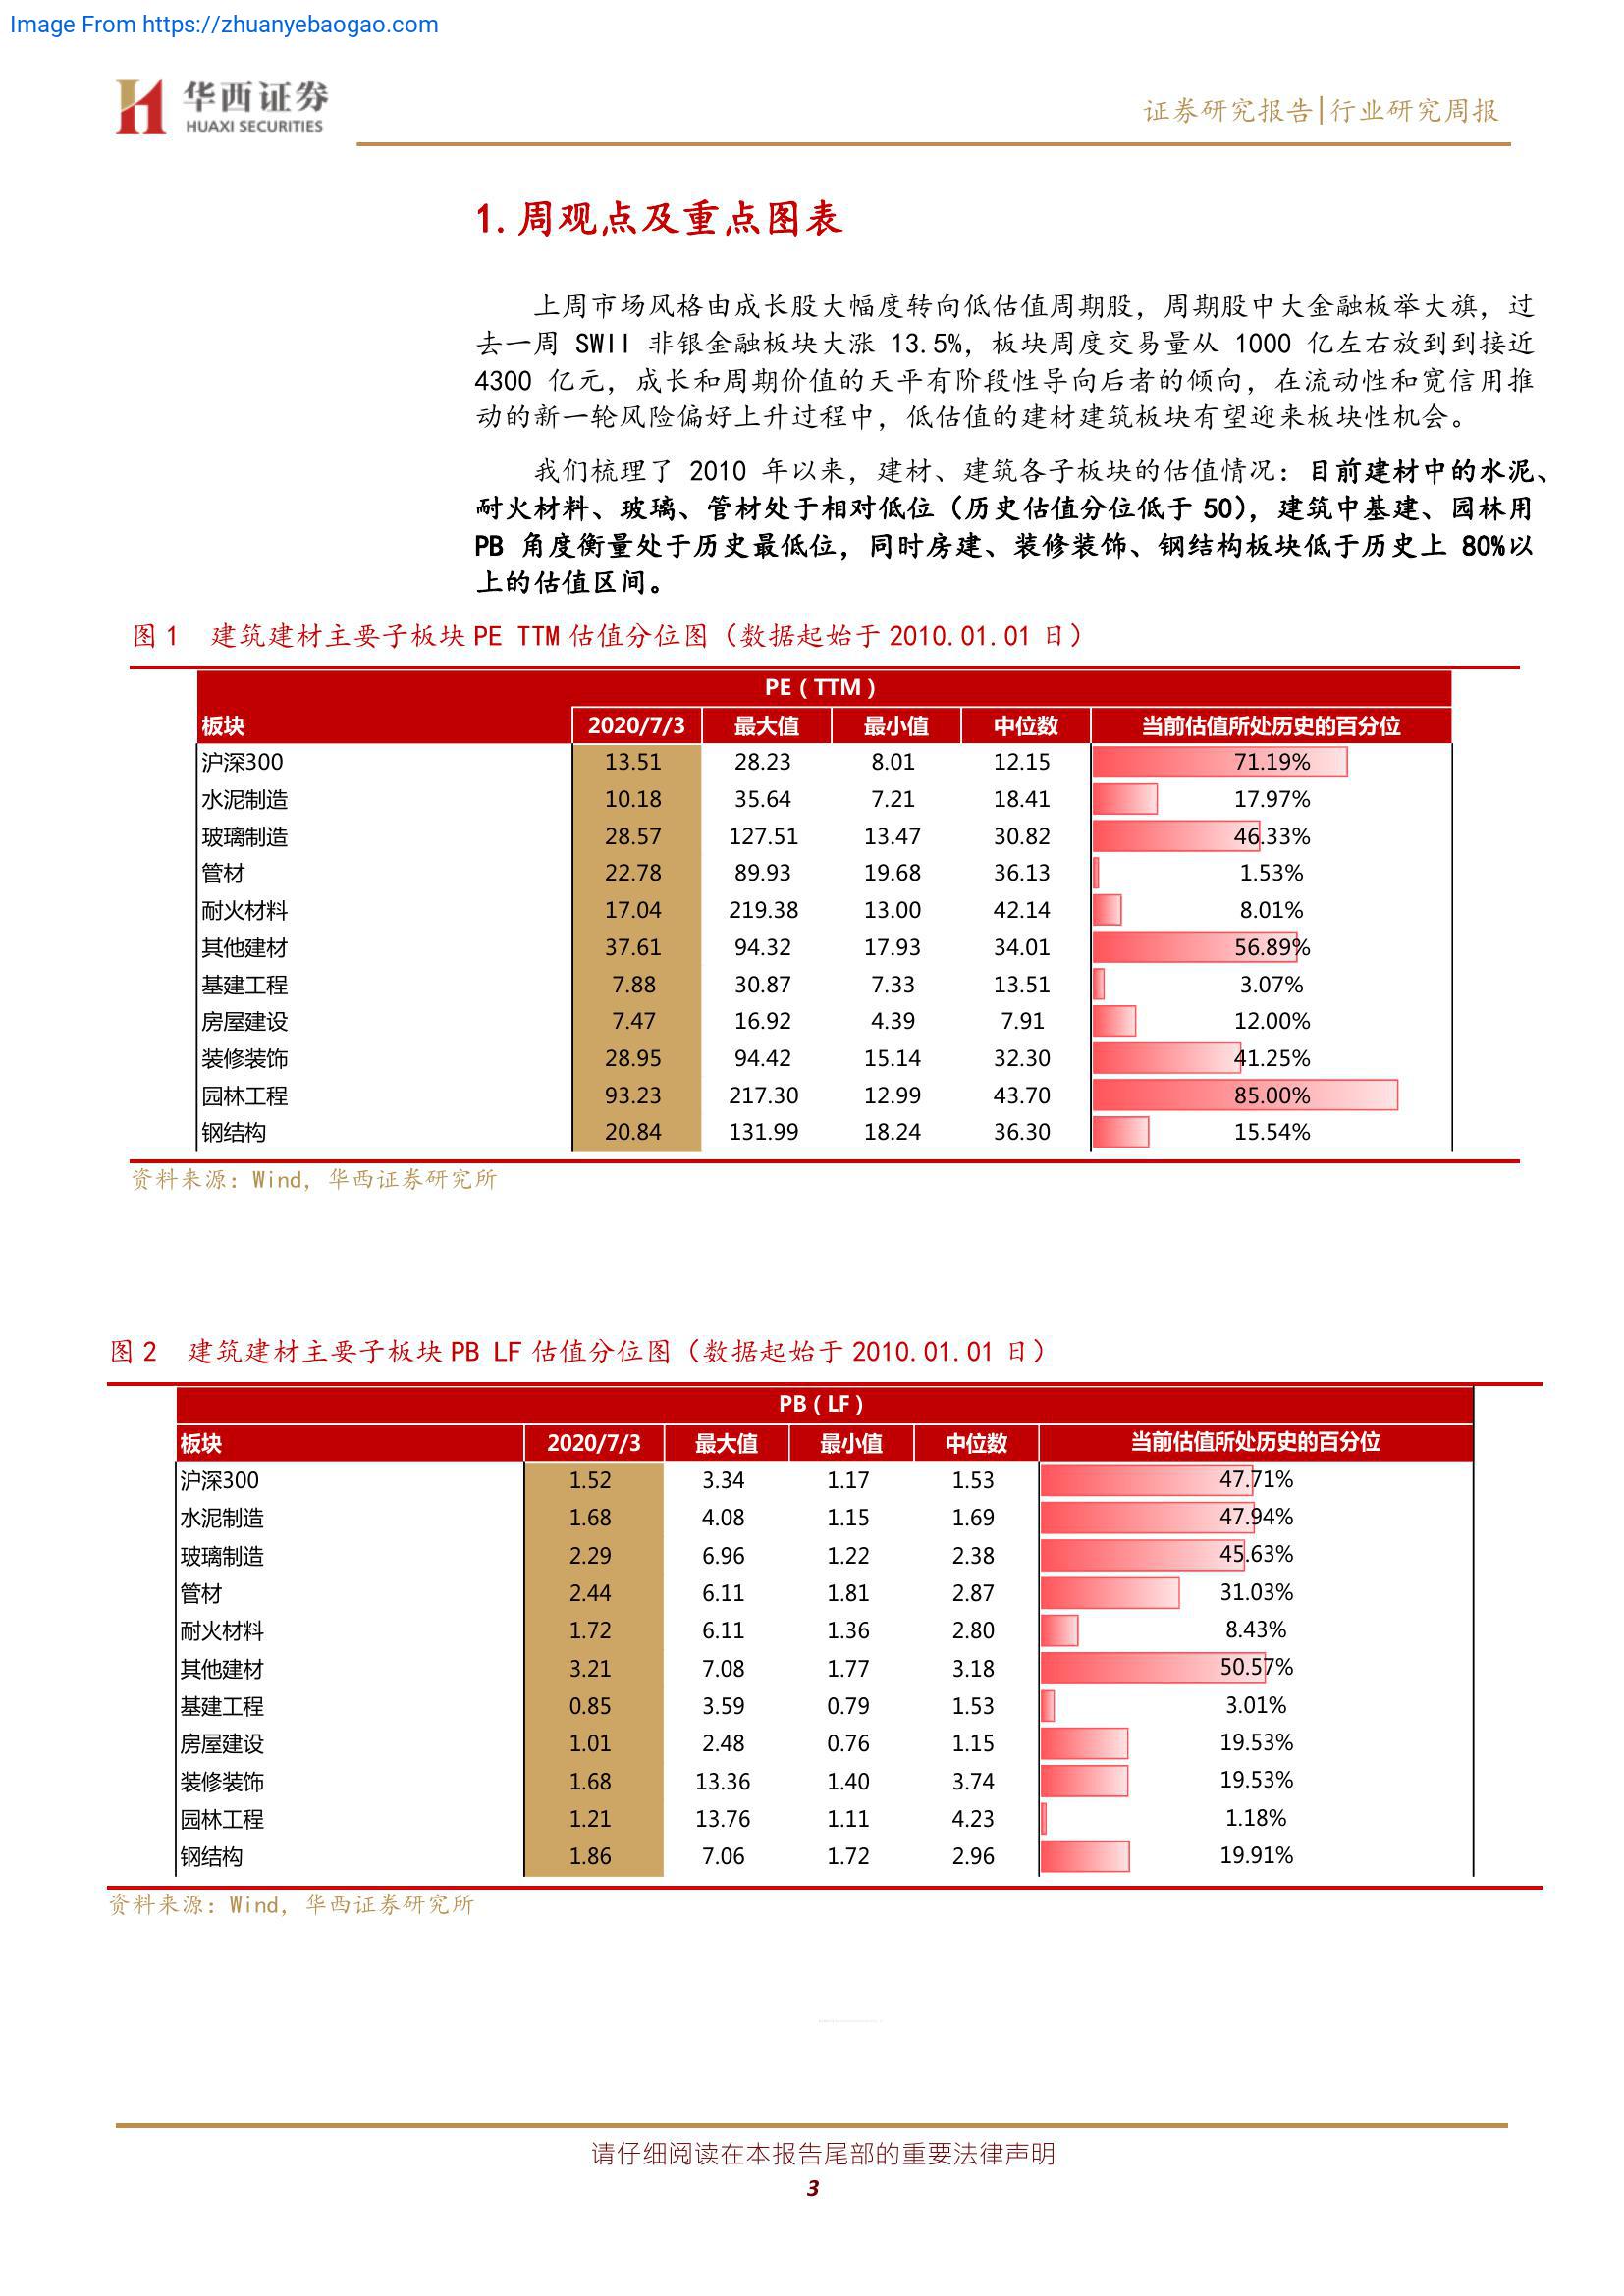 Image From https://zhuanyebaogao.com
华西证券
HUAXI SECURITIES
证券研究报告|行业研究周报
1.周观点及重点图表
上周市场风格由成长股大幅度转向低估值周期股，周期股中大金融板举大旗，过
去一周 SWII 非银金融板块大涨 13.5%，板块周度交易量从 1000 亿左右放到到接近
4300 亿元，成长和周期价值的天平有阶段性导向后者的倾向，在流动性和宽信用推
动的新一轮风险偏好上升过程中，低估值的建材建筑板块有望迎来板块性机会。
我们梳理了 2010 年以来，建材、建筑各子板块的估值情况：目前建材中的水泥、
耐火材料、玻璃、管材处于相对低位（历史估值分位低于 50），建筑中基建、园林用
PB 角度衡量处于历史最低位，同时房建、装修装饰、钢结构板块低于历史上 80%以
上的估值区间。
图 1 建筑建材主要子板块 PE TTM 估值分位图（数据起始于 2010.01.01 日）
PE（TTM）
板块 2020/7/3 最大值 最小值 中位数 当前估值所处历史的百分位
沪深300 13.51 28.23 8.01 12.15 71.19%
水泥制造 10.18 35.64 7.21 18.41 17.97%
玻璃制造 28.57 127.51 13.47 30.82 46.33%
管材 22.78 89.93 19.68 36.13 1.53%
耐火材料 17.04 219.38 13.00 42.14 8.01%
其他建材 37.61 94.32 17.93 34.01 56.89%
基建工程 7.88 30.87 7.33 13.51 3.07%
房屋建设 7.47 16.92 4.39 7.91 12.00%
装修装饰 28.95 94.42 15.14 32.30 41.25%
园林工程 93.23 217.30 12.99 43.70 85.00%
钢结构 20.84 131.99 18.24 36.30 15.54%
资料来源：Wind，华西证券研究所
图 2 建筑建材主要子板块 PB LF 估值分位图（数据起始于 2010.01.01 日）
PB（LF）
板块 2020/7/3 最大值 最小值 中位数 当前估值所处历史的百分位
沪深300 1.52 3.34 1.17 1.53 47.71%
水泥制造 1.68 4.08 1.15 1.69 47.94%
玻璃制造 2.29 6.96 1.22 2.38 45.63%
管材 2.44 6.11 1.81 2.87 31.03%
耐火材料 1.72 6.11 1.36 2.80 8.43%
其他建材 3.21 7.08 1.77 3.18 50.57%
基建工程 0.85 3.59 0.79 1.53 3.01%
房屋建设 1.01 2.48 0.76 1.15 19.53%
装修装饰 1.68 13.36 1.40 3.74 19.53%
园林工程 1.21 13.76 1.11 4.23 1.18%
钢结构 1.86 7.06 1.72 2.96 19.91%
资料来源：Wind，华西证券研究所
请仔细阅读在本报告尾部的重要法律声明
3